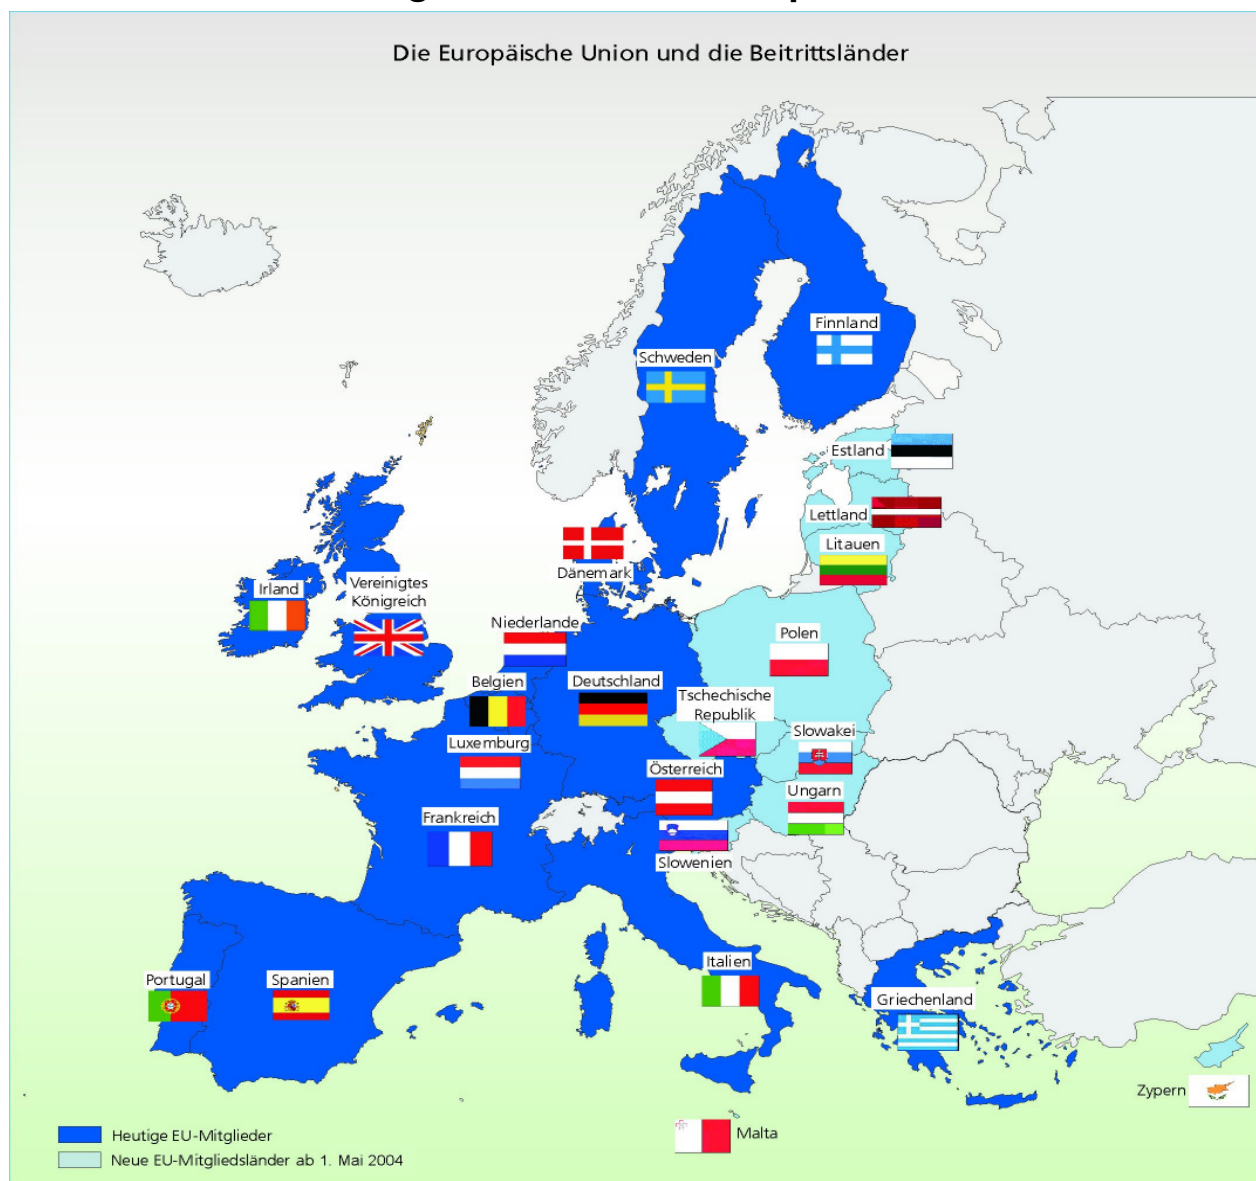 Die Europäische Union und die Beitrittsländer
Finnland
Schweden
Estland
Lettland
Litauen
Dänemark
Irland
Vereinigtes
Königreich
Niederlande
Polen
Belgien
Deutschland
Tschechische
Republik
Slowakei
Luxemburg
Österreich
Ungarn
Frankreich
Slowenien
Italien
Portugal
Spanien
Griechenland
Zypern
Malta
Heutige EU-Mitglieder
Neue EU-Mitgliedsländer ab 1. Mai 2004